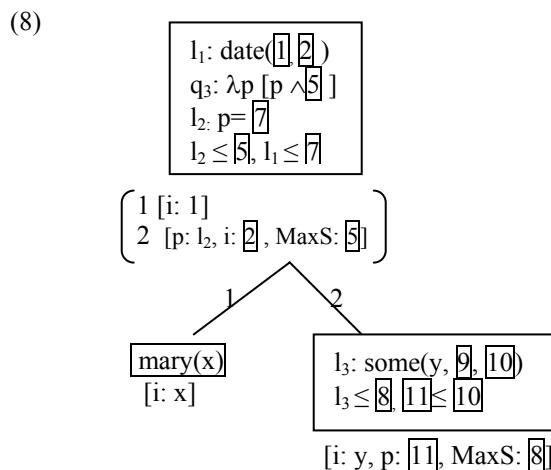 (8)
l₁: date(1, 2 )
q₃: λp [p ∧5 ]
l₂: p= 7
l₂ ≤ 5, l₁ ≤ 7
1 [i: 1]
2 [p: l₂, i: 2 , MaxS: 5]
1 2
mary(x)
[i: x]
l₃: some(y, 9, 10)
l₃ ≤ 8, 11≤ 10
[i: y, p: 11, MaxS: 8]